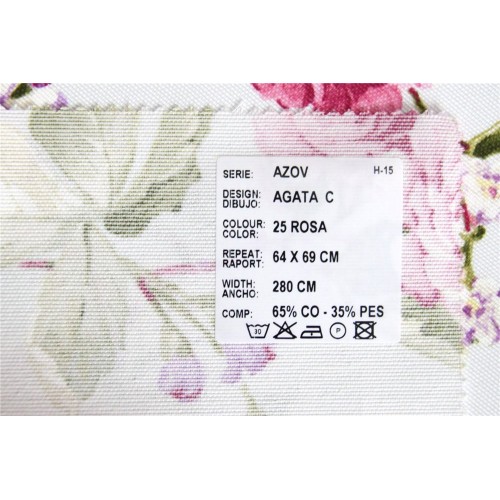 SERIE: AZOV H-15
DESIGN: DIBUJO: AGATA C
COLOUR: COLOR: 25 ROSA
REPEAT: RAPORT: 64 X 69 CM
WIDTH: ANCHO: 280 CM
COMP: 65% CO - 35% PES
30 P